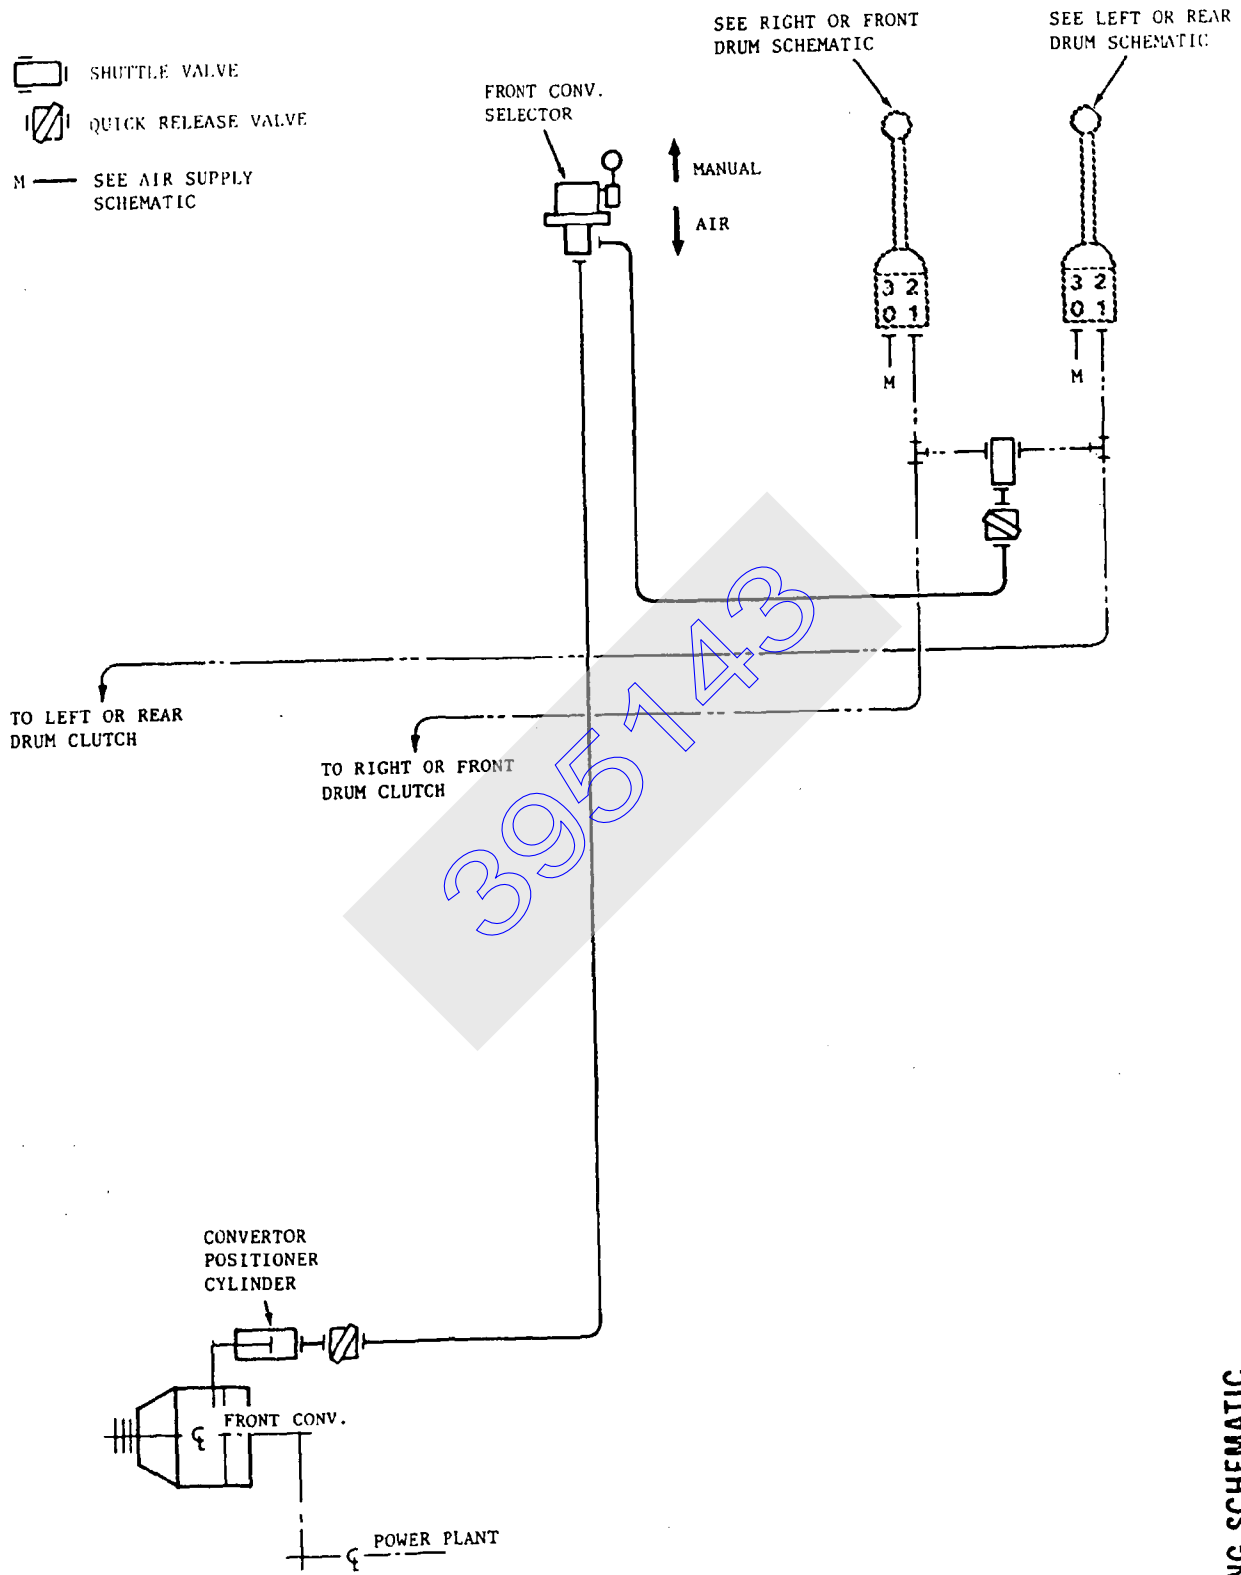 SEE RIGHT OR FRONT
DRUM SCHEMATIC
SEE LEFT OR REAR
DRUM SCHEMATIC
SHUTTLE VALVE
QUICK RELEASE VALVE
M
SEE AIR SUPPLY
SCHEMATIC
FRONT CONV.
SELECTOR
MANUAL
AIR
3 2
0 1
3 2
0 1
M
M
TO LEFT OR REAR
DRUM CLUTCH
TO RIGHT OR FRONT
DRUM CLUTCH
395143
CONVERTOR
POSITIONER
CYLINDER
FRONT CONV.
POWER PLANT
SCHEMATIC